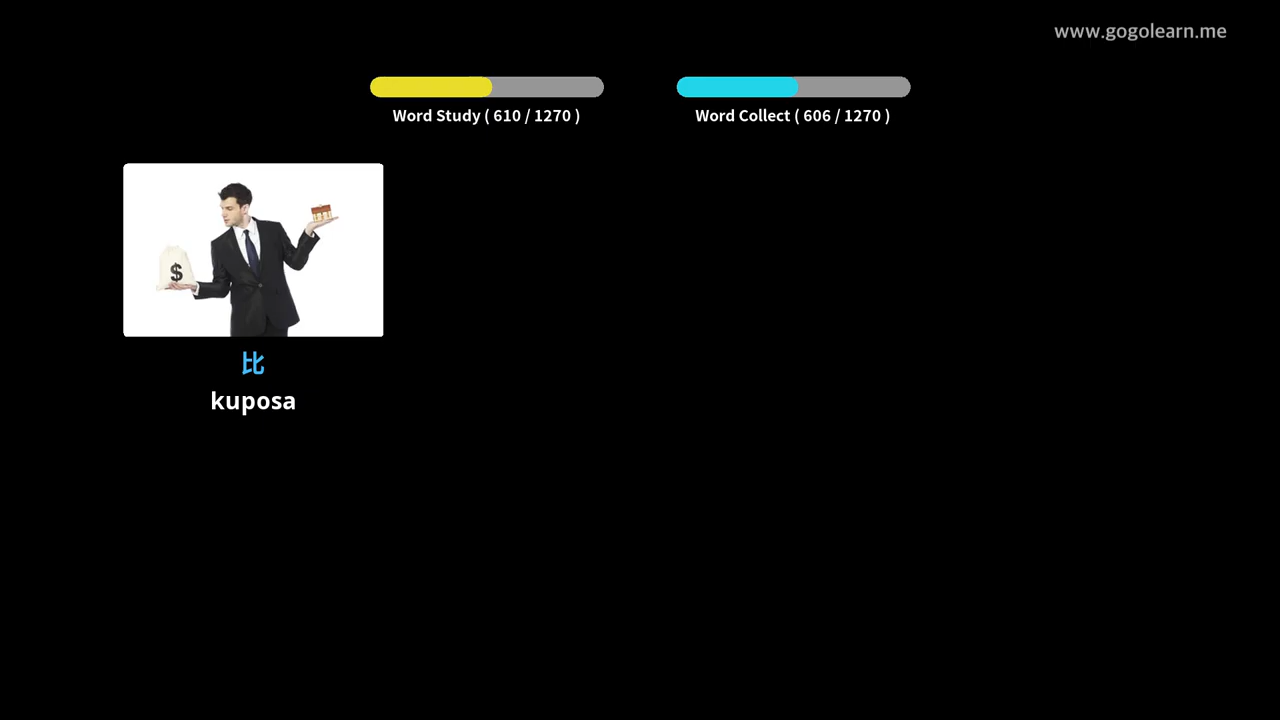 www.gogolearn.me
Word Study ( 610 / 1270 )
Word Collect ( 606 / 1270 )
$
比
kuposa